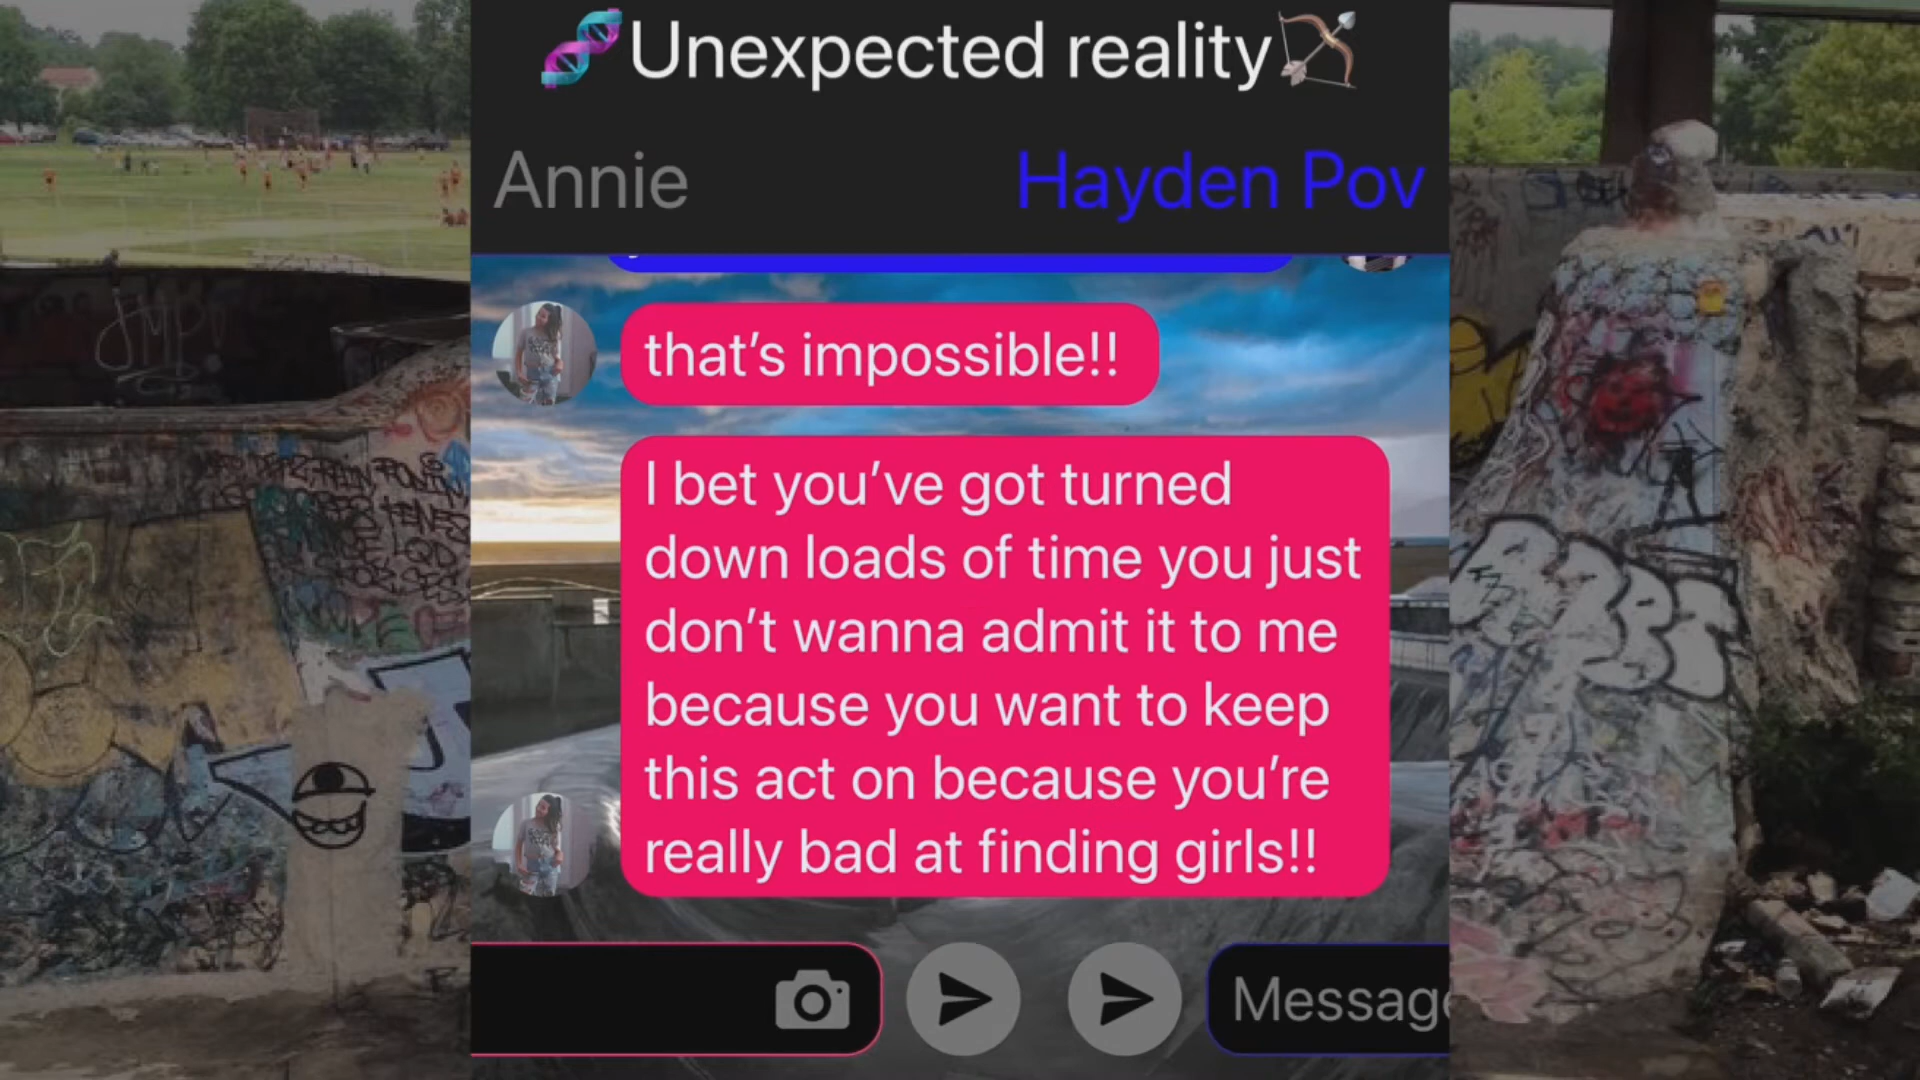 🧬Unexpected reality🏹
Annie
Hayden Pov
that's impossible!!
I bet you've got turned
down loads of time you just
don't wanna admit it to me
because you want to keep
this act on because you're
really bad at finding girls!!
Messag